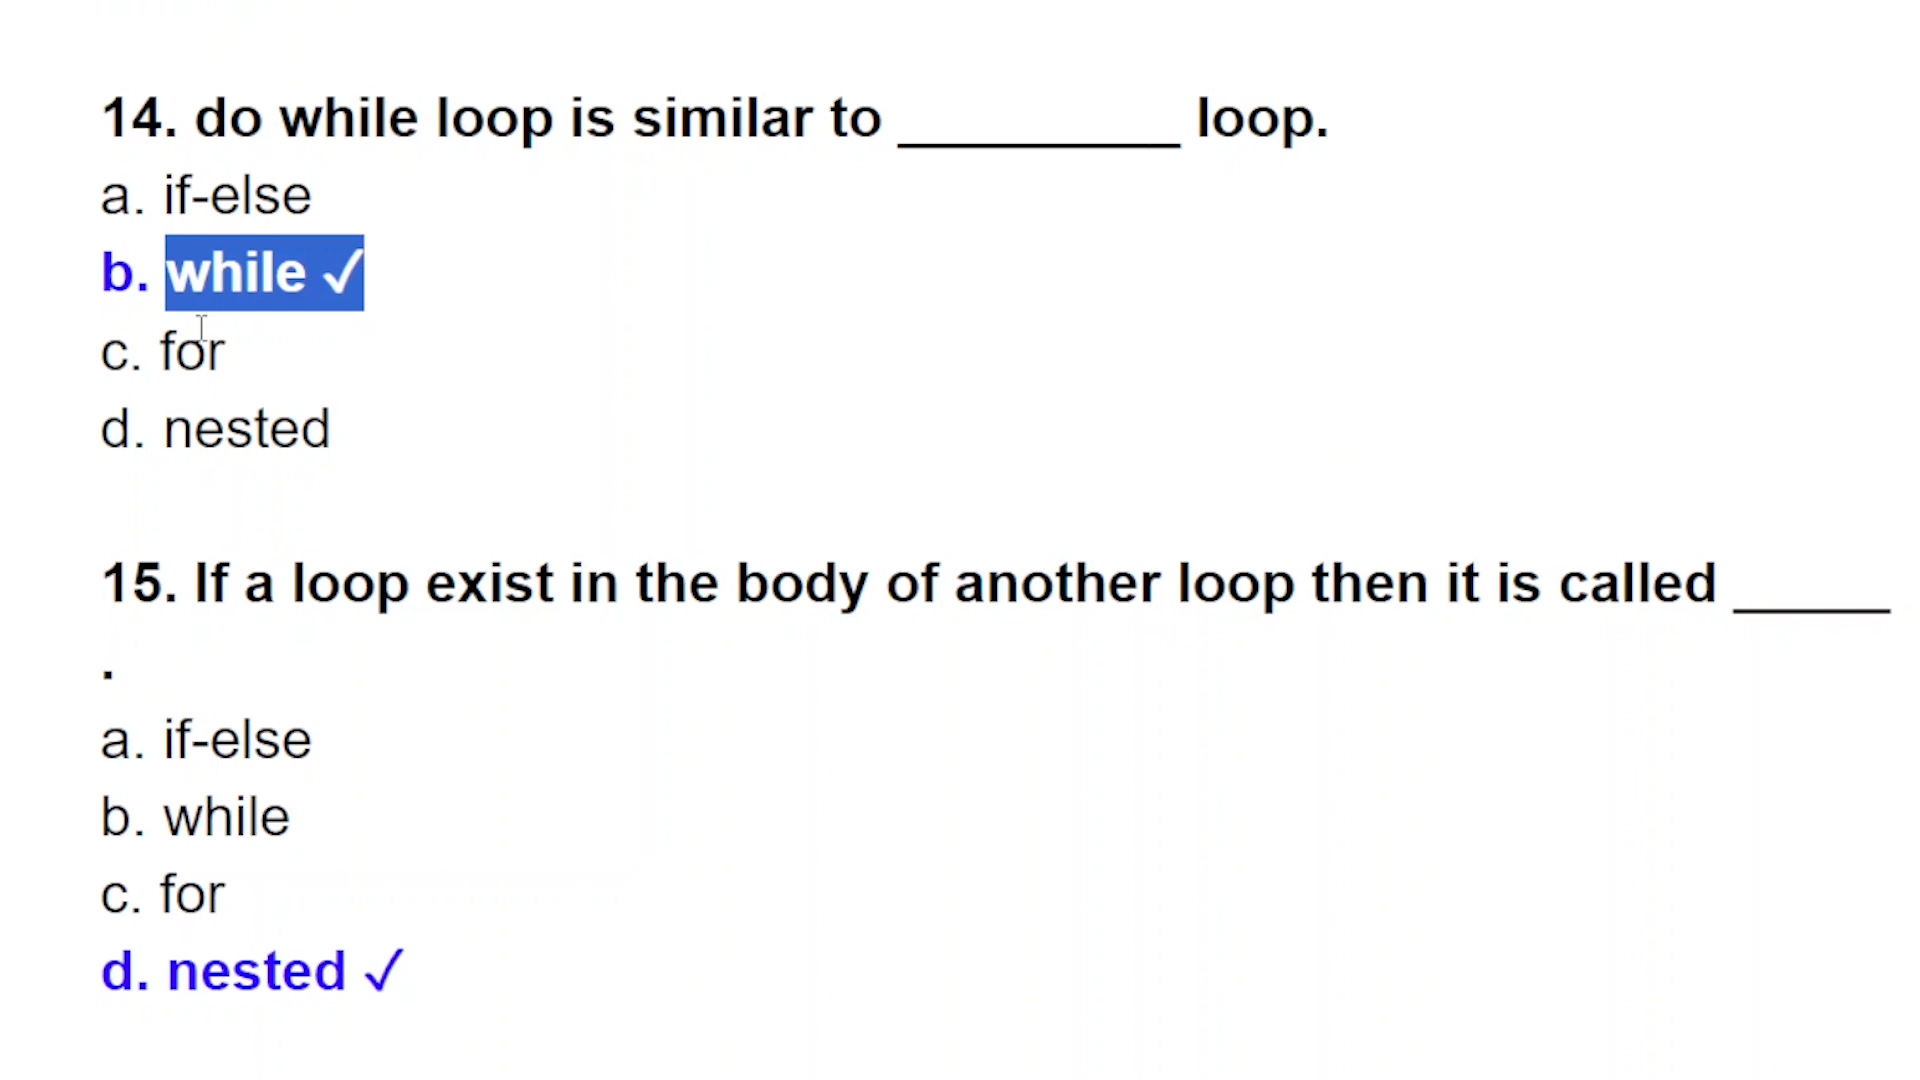 14. do while loop is similar to _________ loop.
a. if-else
b. while ✓
c. for
d. nested
15. If a loop exist in the body of another loop then it is called _____
.
a. if-else
b. while
c. for
d. nested ✓